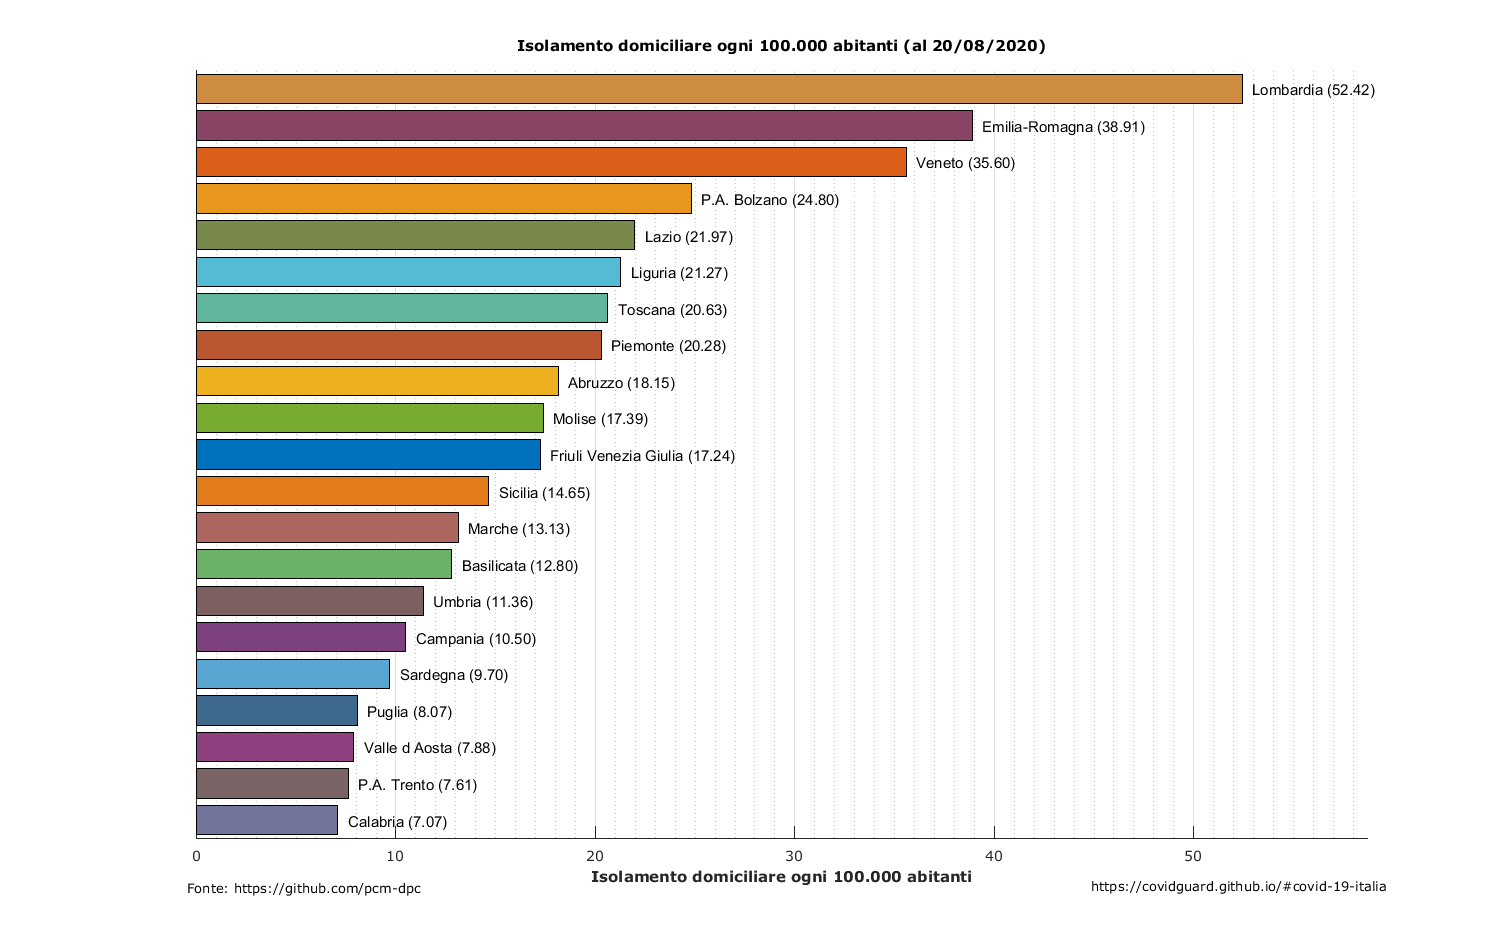 Isolamento domiciliare ogni 100.000 abitanti (al 20/08/2020)
Lombardia (52.42)
Emilia-Romagna (38.91)
Veneto (35.60)
P.A. Bolzano (24.80)
Lazio (21.97)
Liguria (21.27)
Toscana (20.63)
Piemonte (20.28)
Abruzzo (18.15)
Molise (17.39)
Friuli Venezia Giulia (17.24)
Sicilia (14.65)
Marche (13.13)
Basilicata (12.80)
Umbria (11.36)
Campania (10.50)
Sardegna (9.70)
Puglia (8.07)
Valle d Aosta (7.88)
P.A. Trento (7.61)
Calabria (7.07)
0 10 20 30 40 50
Isolamento domiciliare ogni 100.000 abitanti
Fonte: https://github.com/pcm-dpc
https://covidguard.github.io/#covid-19-italia